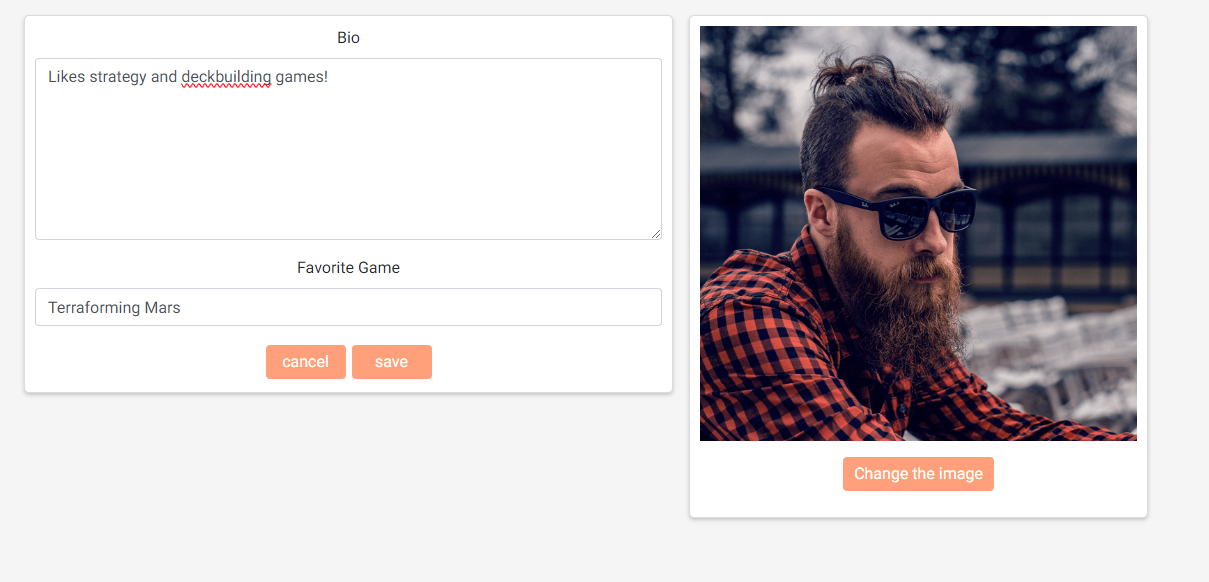 Bio
Likes strategy and deckbuilding games!
Favorite Game
Terraforming Mars
cancel save
Change the image